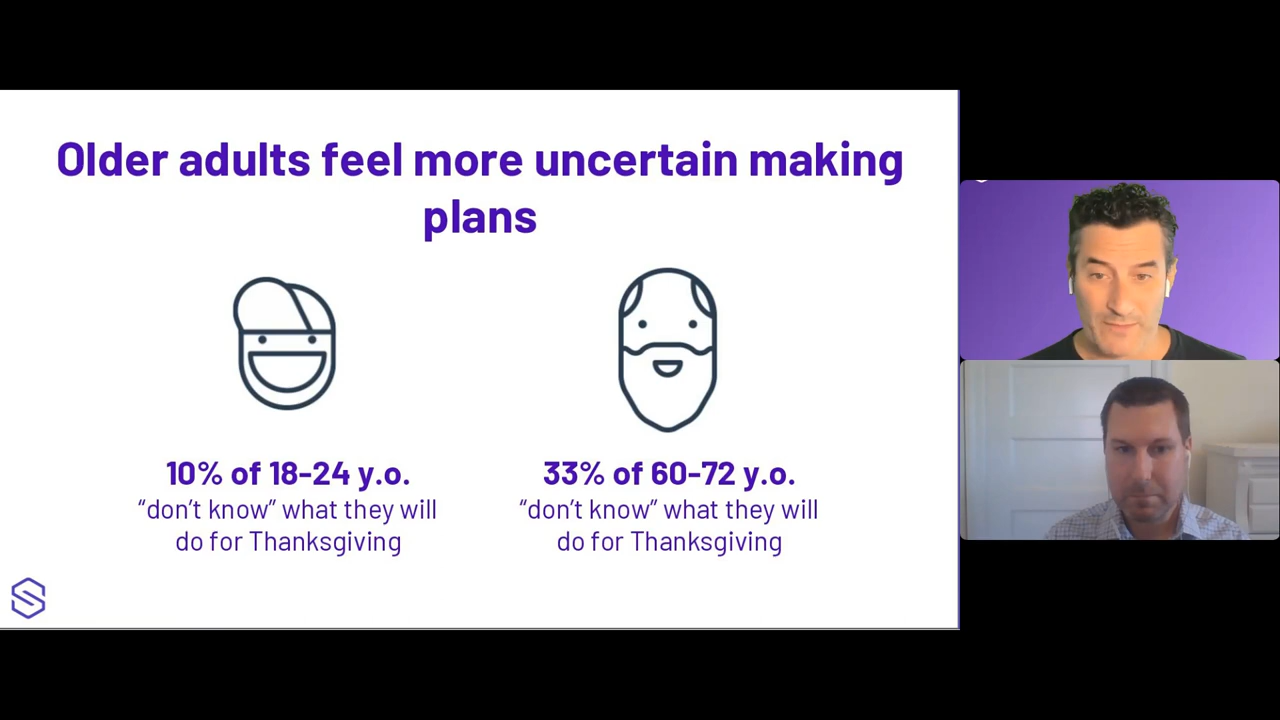 Older adults feel more uncertain making
plans
10% of 18-24 y.o.
“don’t know” what they will
do for Thanksgiving
33% of 60-72 y.o.
“don’t know” what they will
do for Thanksgiving